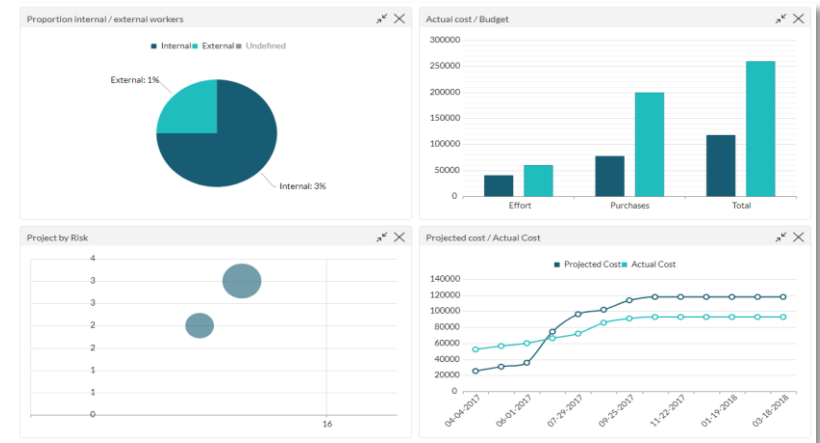 Proportion internal / external workers
Internal External Undefined
External: 1%
Internal: 3%
Actual cost / Budget
300000
250000
200000
150000
100000
50000
0
Effort Purchases Total
Project by Risk
4
3
3
2
2
1
1
0
16
Projected cost / Actual Cost
Projected Cost Actual Cost
140000
120000
100000
80000
60000
40000
20000
0
04-04-2017 06-01-2017 07-29-2017 09-25-2017 11-22-2017 01-19-2018 03-18-2018